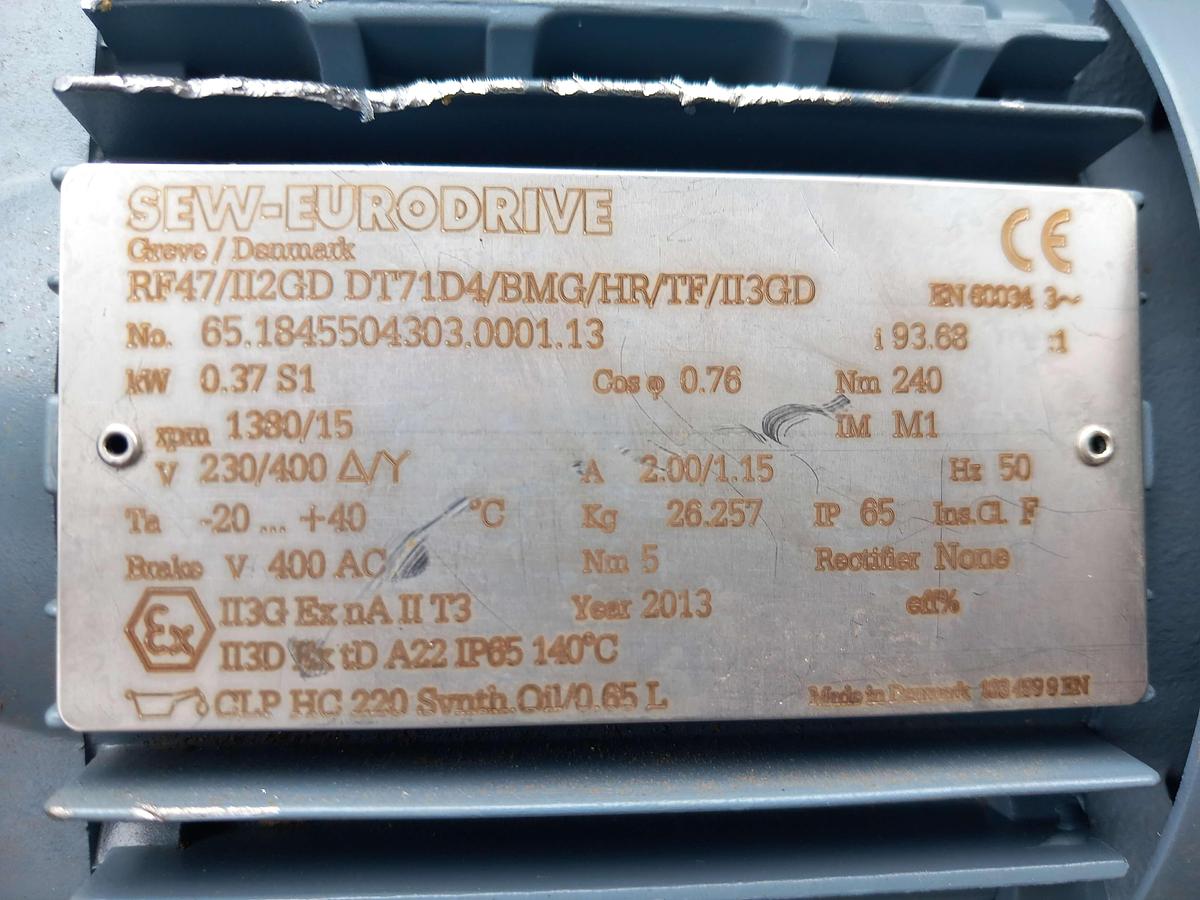 SEW-EURODRIVE
Greve / Danmark
CE
RF47/II2GD DT71D4/BMG/HR/TF/II3GD EN 60034 3~
No. 65.1845504303.0001.13 i 93.68 :1
kW 0.37 S1 Cos φ 0.76 Nm 240
rpm 1380/15 IM M1
V 230/400 Δ/Y A 2.00/1.15 Hz 50
Ta -20 ... +40 °C Kg 26.257 IP 65 Ins.Cl. F
Brake V 400 AC Nm 5 Rectifier None
Ex II3G Ex nA II T3 Year 2013 eff%
II3D Ex tD A22 IP65 140°C
CLP HC 220 Synth.Oil/0.65 L Made in Denmark